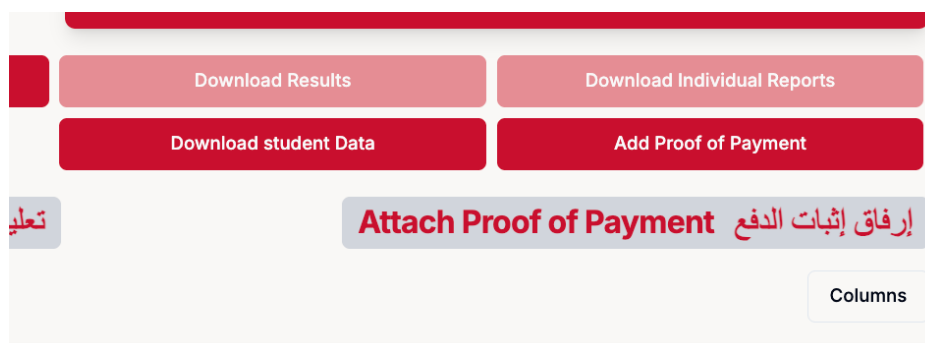 Download Results
Download Individual Reports
Download student Data
Add Proof of Payment
Attach Proof of Payment إرفاق إثبات الدفع
Columns